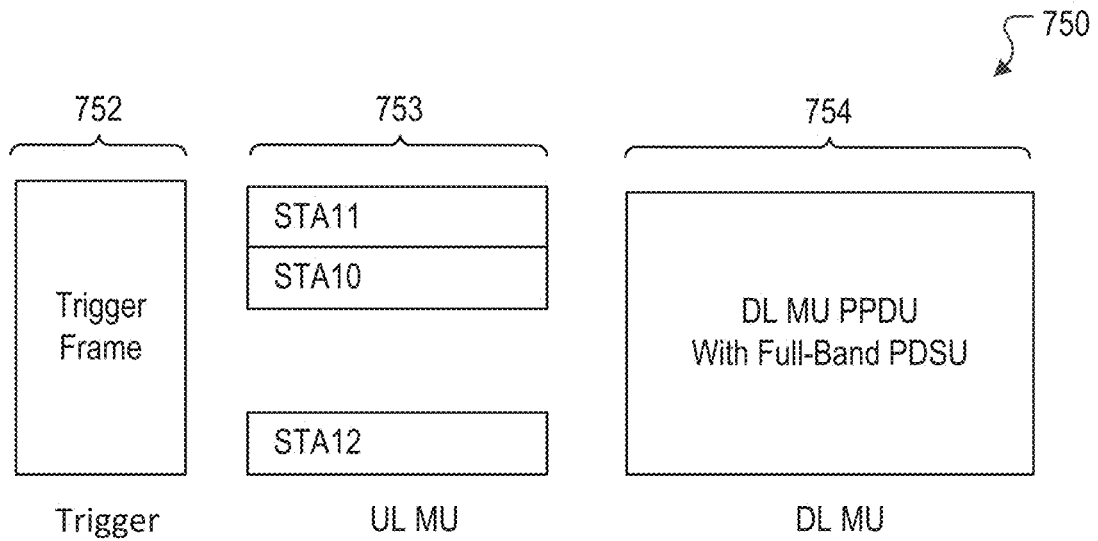 750
752
753
754
Trigger
Frame
STA11
STA10
STA12
DL MU PPDU
With Full-Band PDSU
Trigger
UL MU
DL MU